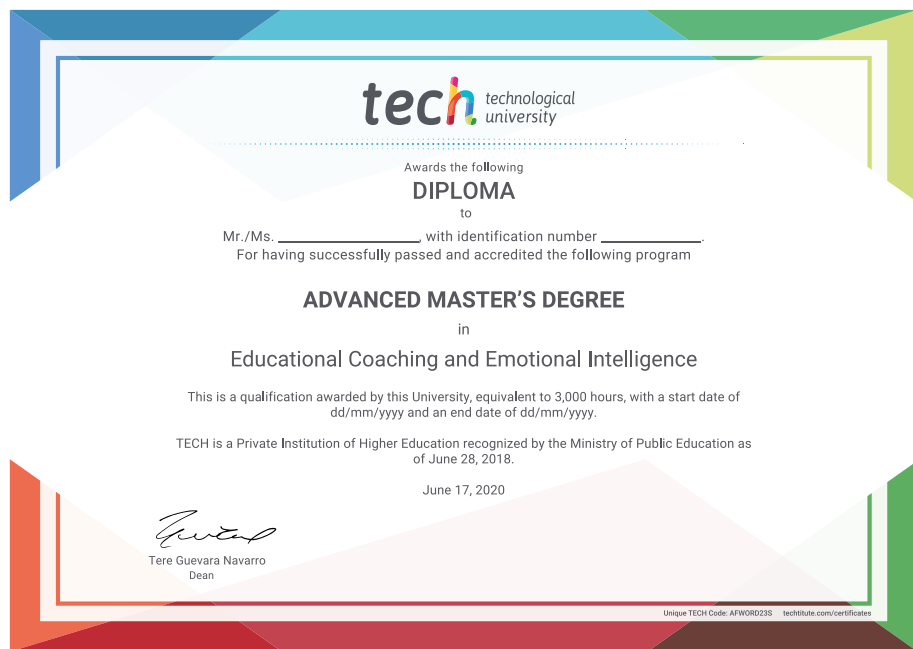 tech technological
university
Awards the following
DIPLOMA
to
Mr./Ms. ____________________, with identification number ______________.
For having successfully passed and accredited the following program
ADVANCED MASTER'S DEGREE
in
Educational Coaching and Emotional Intelligence
This is a qualification awarded by this University, equivalent to 3,000 hours, with a start date of
dd/mm/yyyy and an end date of dd/mm/yyyy.
TECH is a Private Institution of Higher Education recognized by the Ministry of Public Education as
of June 28, 2018.
June 17, 2020
Tere Guevara Navarro
Dean
Unique TECH Code: AFWORD23S techtitute.com/certificates